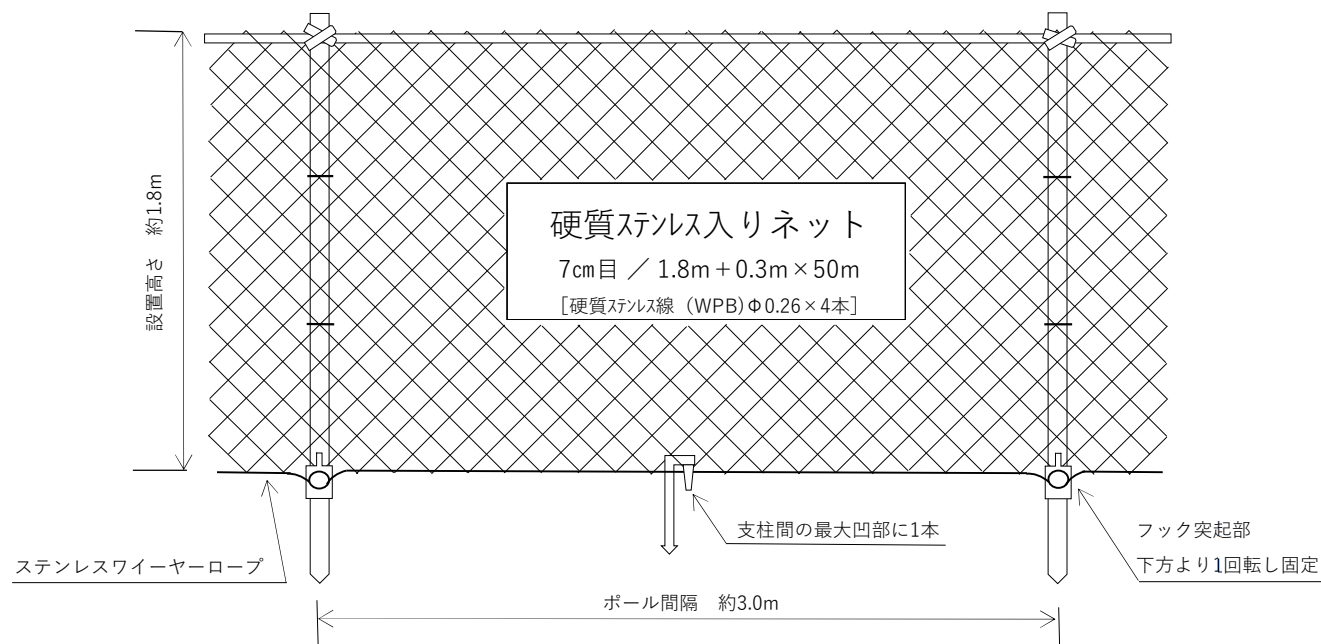 設置高さ 約1.8m
硬質ｽﾃﾝﾚｽ入りネット
7㎝目 ／ 1.8m＋0.3m×50m
［硬質ｽﾃﾝﾚｽ線（WPB)Φ0.26×4本］
支柱間の最大凹部に1本
フック突起部
下方より1回転し固定
ステンレスワイーヤーロープ
ポール間隔 約3.0m